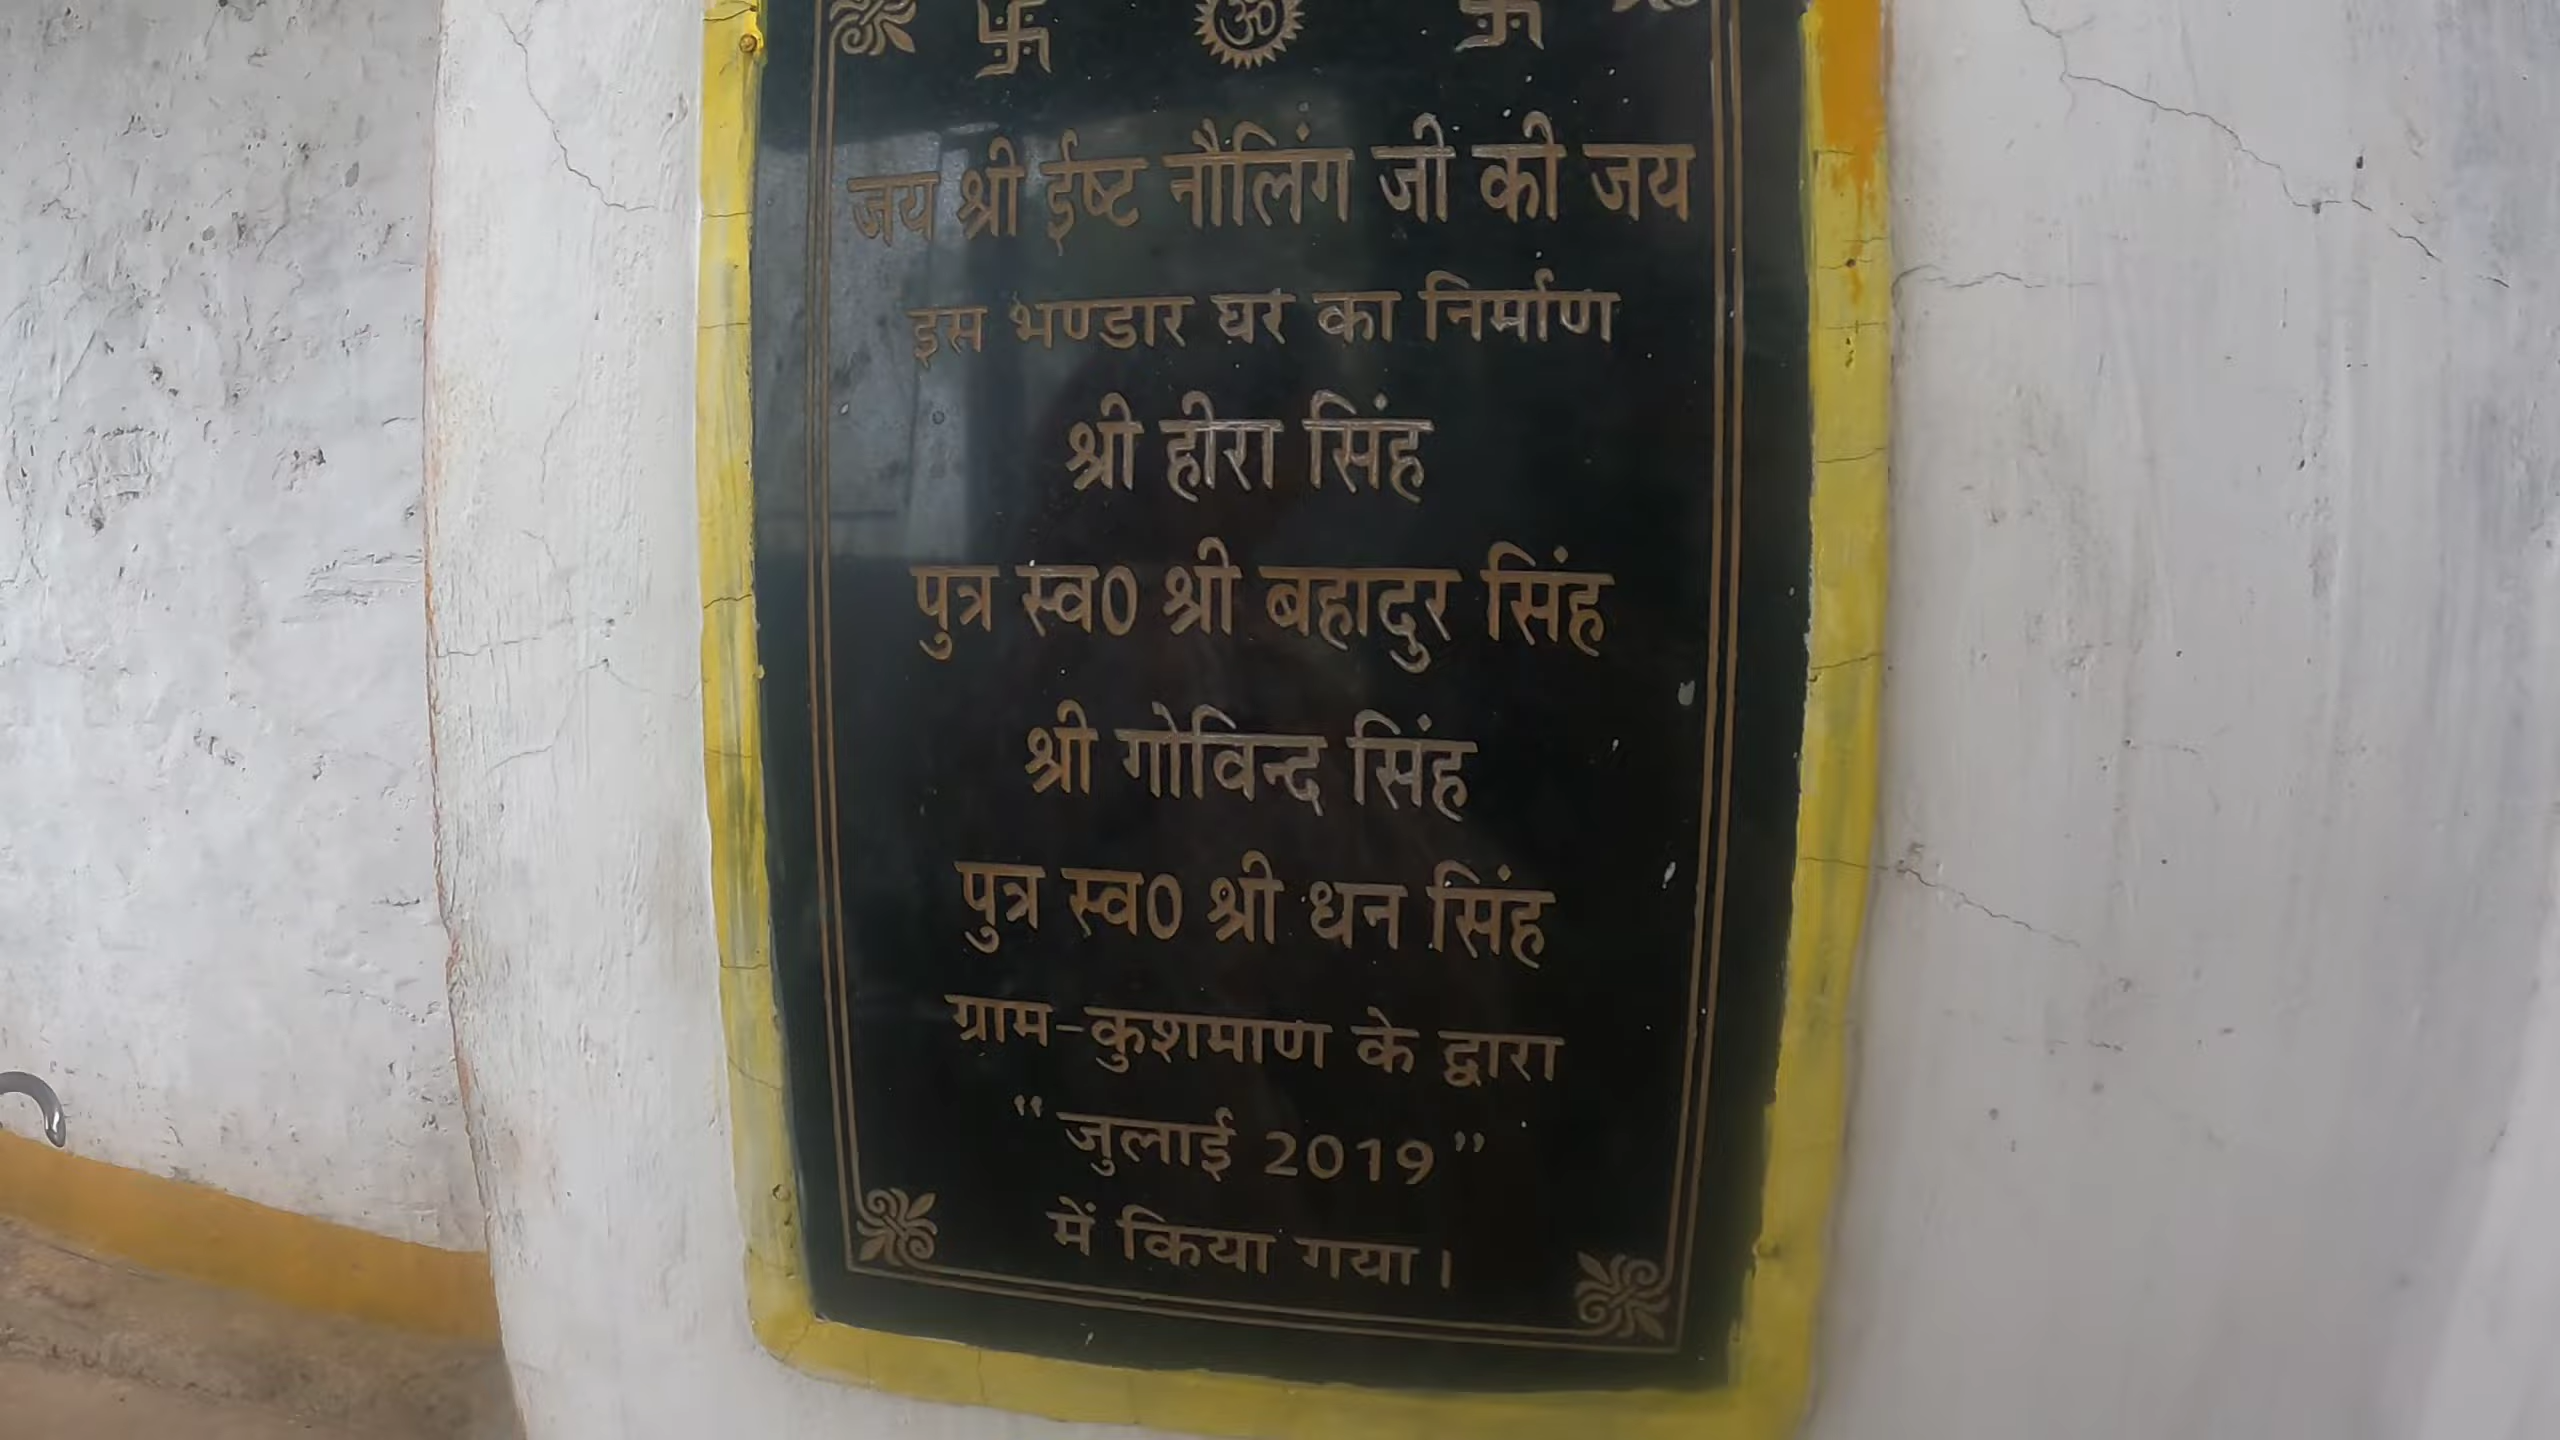 ॐ
जय श्री ईष्ट नौलिंग जी की जय
इस भण्डार घर का निर्माण
श्री हीरा सिंह
पुत्र स्व0 श्री बहादुर सिंह
श्री गोविन्द सिंह
पुत्र स्व0 श्री धन सिंह
ग्राम-कुशमाण के द्वारा
“जुलाई 2019”
में किया गया।